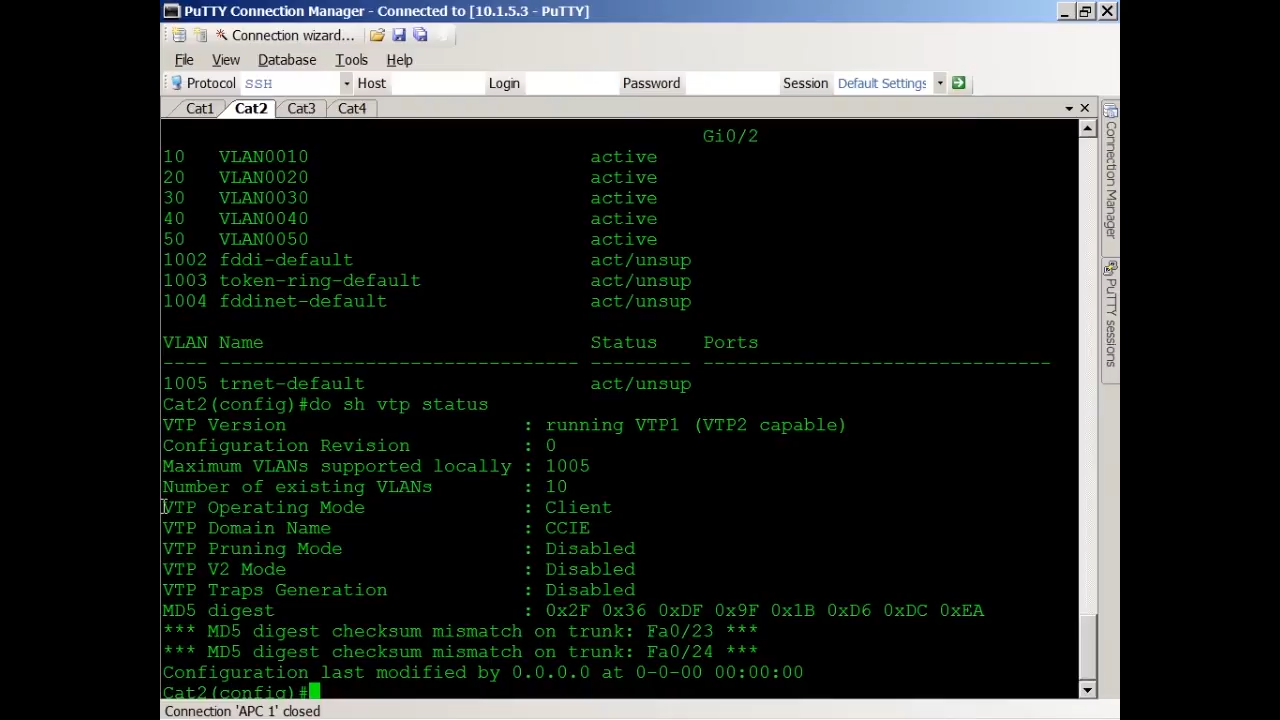 PuTTY Connection Manager - Connected to [10.1.5.3 - PuTTY]
Connection wizard...
File View Database Tools Help
Protocol SSH Host Login Password Session Default Settings
Cat1 Cat2 Cat3 Cat4
Gi0/2
10 VLAN0010 active
20 VLAN0020 active
30 VLAN0030 active
40 VLAN0040 active
50 VLAN0050 active
1002 fddi-default act/unsup
1003 token-ring-default act/unsup
1004 fddinet-default act/unsup
VLAN Name Status Ports
---- -------------------------------- --------- -------------------------------
1005 trnet-default act/unsup
Cat2(config)#do sh vtp status
VTP Version : running VTP1 (VTP2 capable)
Configuration Revision : 0
Maximum VLANs supported locally : 1005
Number of existing VLANs : 10
VTP Operating Mode : Client
VTP Domain Name : CCIE
VTP Pruning Mode : Disabled
VTP V2 Mode : Disabled
VTP Traps Generation : Disabled
MD5 digest : 0x2F 0x36 0xDF 0x9F 0x1B 0xD6 0xDC 0xEA
*** MD5 digest checksum mismatch on trunk: Fa0/23 ***
*** MD5 digest checksum mismatch on trunk: Fa0/24 ***
Configuration last modified by 0.0.0.0 at 0-0-00 00:00:00
Cat2(config)#
Connection 'APC 1' closed
Connection Manager
PuTTY sessions